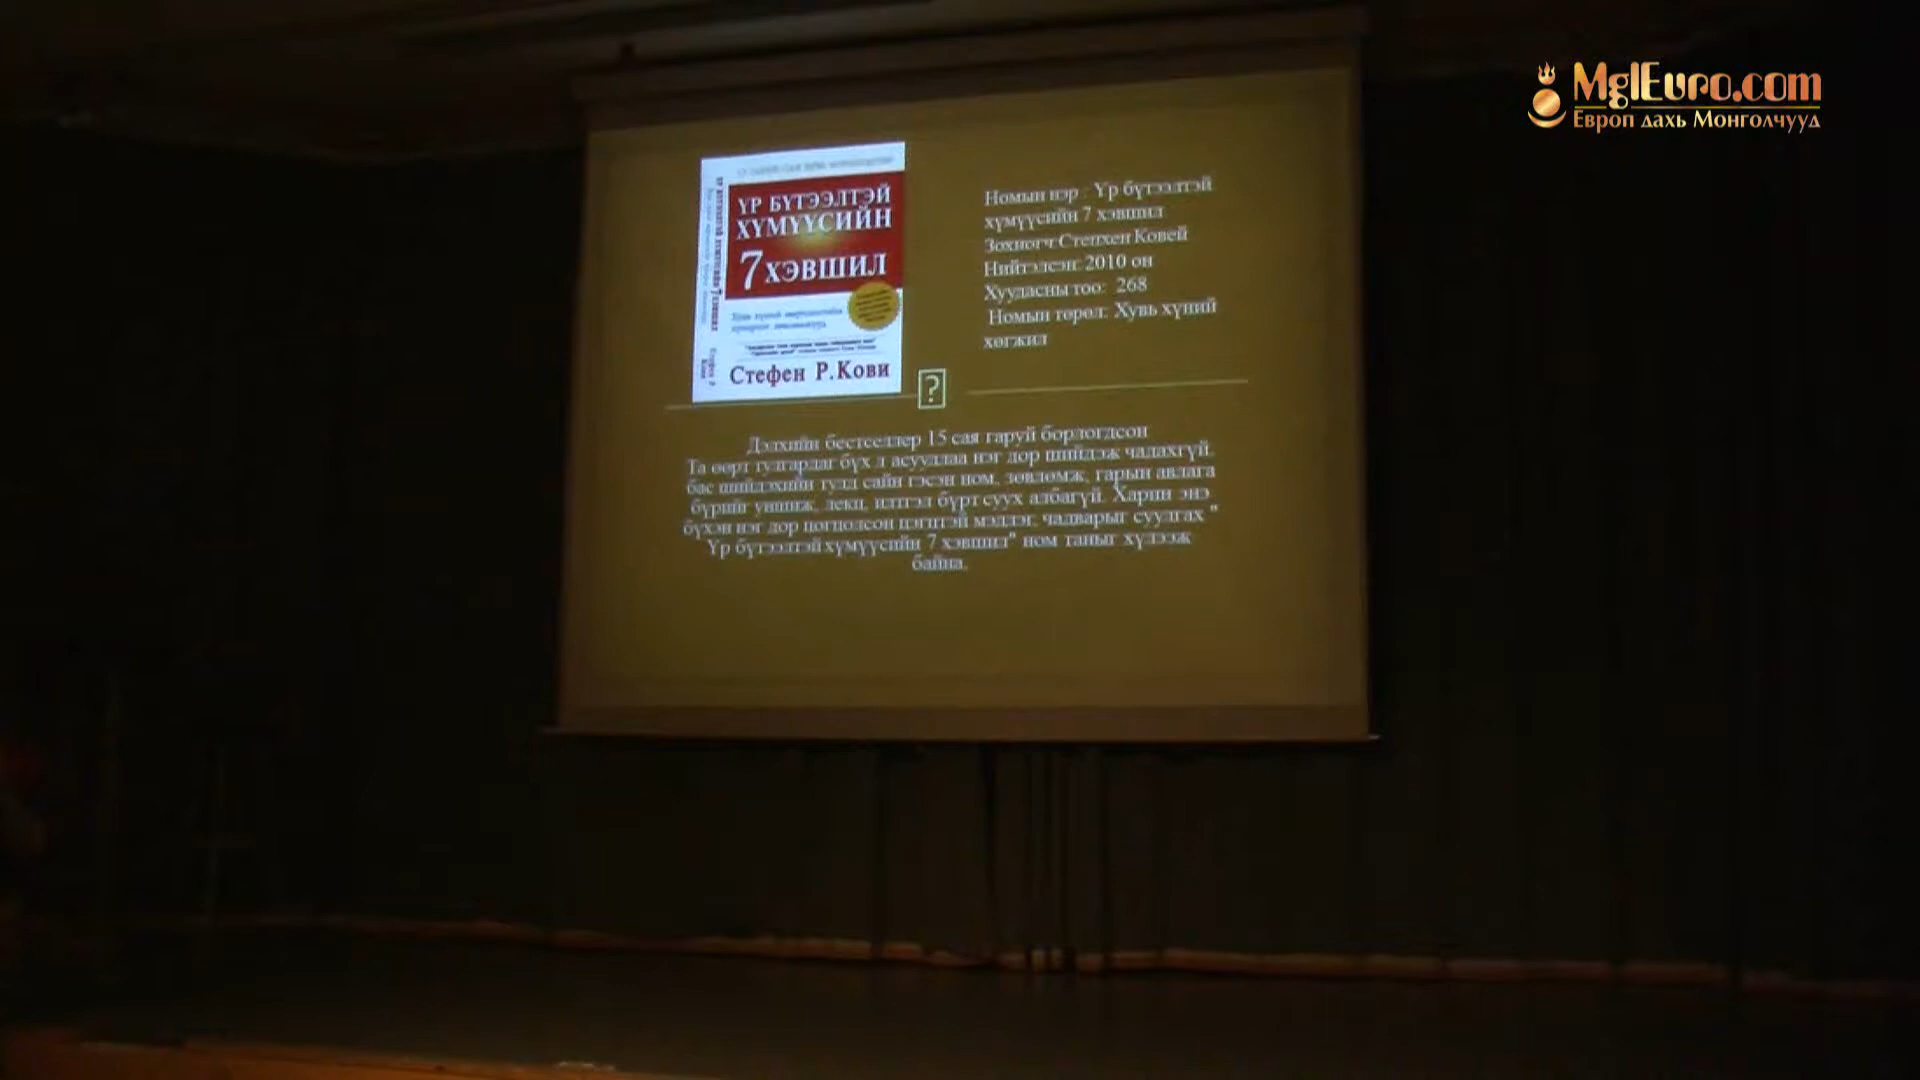 MglEuro.com
Европ дахь Монголчууд
ҮР БҮТЭЭЛТЭЙ
ХҮМҮҮСИЙН
7 ХЭВШИЛ
Стефен Р.Кови
Номын нэр : Үр бүтээлтэй
хүмүүсийн 7 хэвшил
Зохиогч Степхен Ковей
Нийтэлсэн: 2010 он
Хуудасны тоо: 268
Номын төрөл: Хувь хүний
хөгжил
Дэлхийн бестселлер 15 сая гаруй борлогдсон
Та өөрт тулгардаг бүх л асуудлаа нэг дор шийдэж чадахгүй,
бас шийдэхийн тулд сайн гэсэн ном, зөвлөмж, гарын авлага
бүрийг уншиж, лекц, илтгэл бүрт суух албагүй. Харин энэ
бүхэн нэг дор цогцолсон цэгцтэй мэдлэг, чадварыг суулгах "
Үр бүтээлтэй хүмүүсийн 7 хэвшил" ном таныг хүлээж
байна.